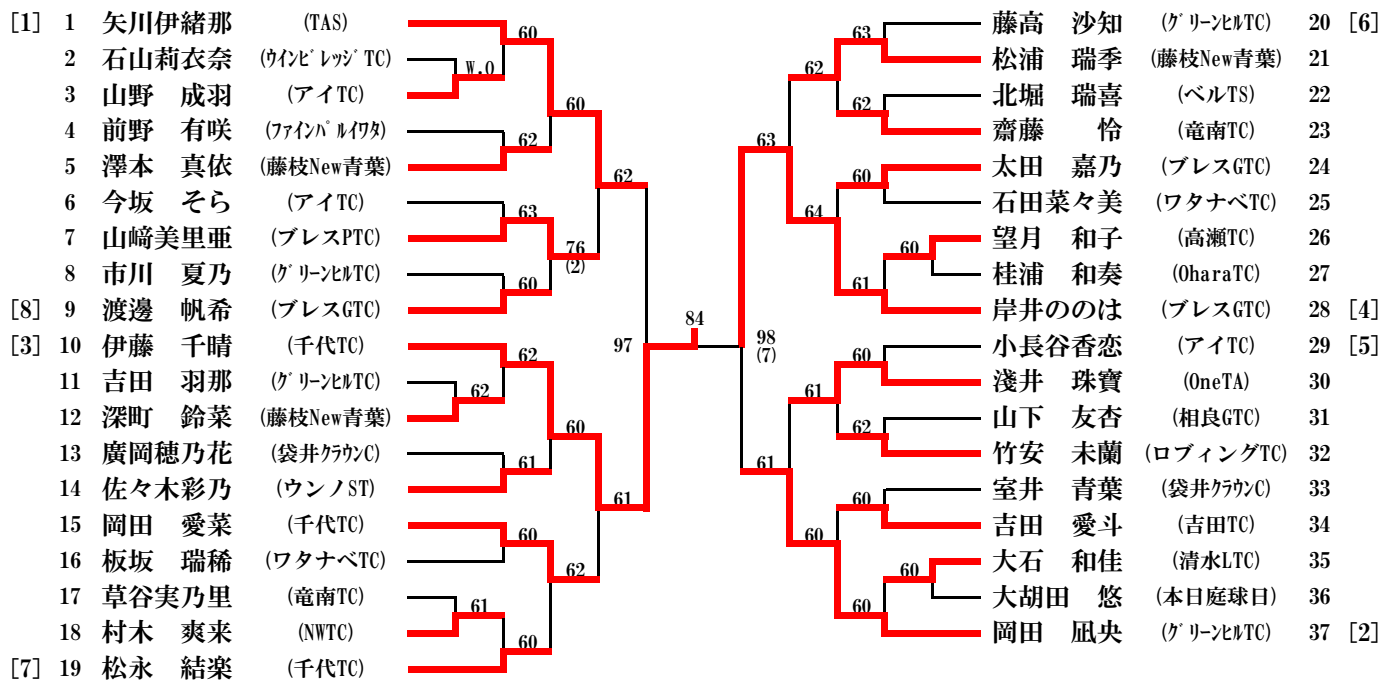 [1] 1 矢川伊緒那 (TAS)
60
2 石山莉衣奈 (ウインビレッジTC)
W.O
3 山野 成羽 (アイTC)
60
4 前野 有咲 (ファインパルイワタ)
62
5 澤本 真依 (藤枝New青葉)
62
6 今坂 そら (アイTC)
63
7 山﨑美里亜 (ブレスPTC)
76
(2)
8 市川 夏乃 (グリーンヒルTC)
60
[8] 9 渡邊 帆希 (ブレスGTC)
97
[3] 10 伊藤 千晴 (千代TC)
62
11 吉田 羽那 (グリーンヒルTC)
62
12 深町 鈴菜 (藤枝New青葉)
60
13 廣岡穂乃花 (袋井クラウンC)
61
14 佐々木彩乃 (ウンノST)
61
15 岡田 愛菜 (千代TC)
60
16 板坂 瑞稀 (ワタナベTC)
62
17 草谷実乃里 (竜南TC)
61
18 村木 爽来 (NWTC)
60
[7] 19 松永 結楽 (千代TC)
84
藤高 沙知 (グリーンヒルTC) 20 [6]
63
松浦 瑞季 (藤枝New青葉) 21
62
北堀 瑞喜 (ベルTS) 22
62
齋藤 怜 (竜南TC) 23
63
太田 嘉乃 (ブレスGTC) 24
60
石田菜々美 (ワタナベTC) 25
64
望月 和子 (高瀬TC) 26
60
桂浦 和奏 (OharaTC) 27
61
岸井ののは (ブレスGTC) 28 [4]
98
(7)
小長谷香恋 (アイTC) 29 [5]
60
淺井 珠寶 (OneTA) 30
61
山下 友杏 (相良GTC) 31
62
竹安 未蘭 (ロブィングTC) 32
61
室井 青葉 (袋井クラウンC) 33
60
吉田 愛斗 (吉田TC) 34
60
大石 和佳 (清水LTC) 35
60
大胡田 悠 (本日庭球日) 36
60
岡田 凪央 (グリーンヒルTC) 37 [2]